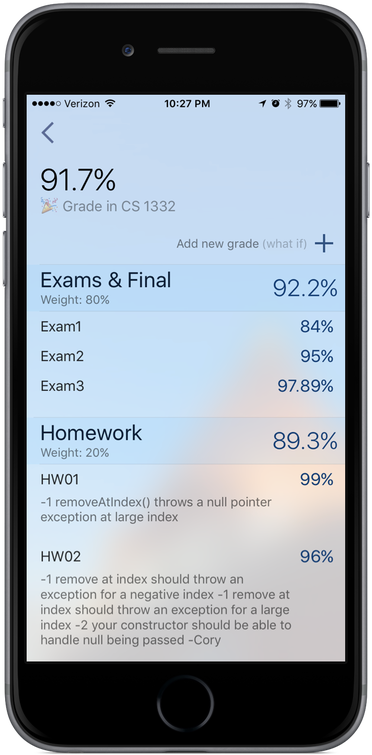 Verizon 10:27 PM 97%
91.7%
Grade in CS 1332
Add new grade (what if) +
Exams & Final 92.2%
Weight: 80%
Exam1 84%
Exam2 95%
Exam3 97.89%
Homework 89.3%
Weight: 20%
HW01 99%
-1 removeAtIndex() throws a null pointer
exception at large index
HW02 96%
-1 remove at index should throw an
exception for a negative index -1 remove at
index should throw an exception for a large
index -2 your constructor should be able to
handle null being passed -Cory